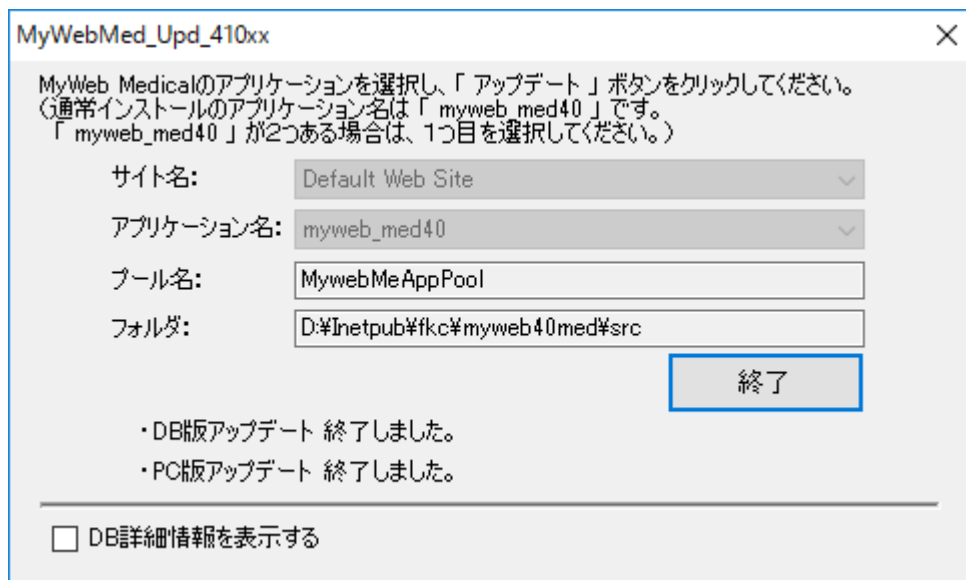 MyWebMed_Upd_410xx
MyWeb Medicalのアプリケーションを選択し、「 アップデート 」ボタンをクリックしてください。
(通常インストールのアプリケーション名は「 myweb_med40 」です。
「 myweb_med40 」が2つある場合は、1つ目を選択してください。)
サイト名: Default Web Site
アプリケーション名: myweb_med40
プール名: MywebMeAppPool
フォルダ: D:¥Inetpub¥fkc¥myweb40med¥src
終了
・DB版アップデート 終了しました。
・PC版アップデート 終了しました。
DB詳細情報を表示する